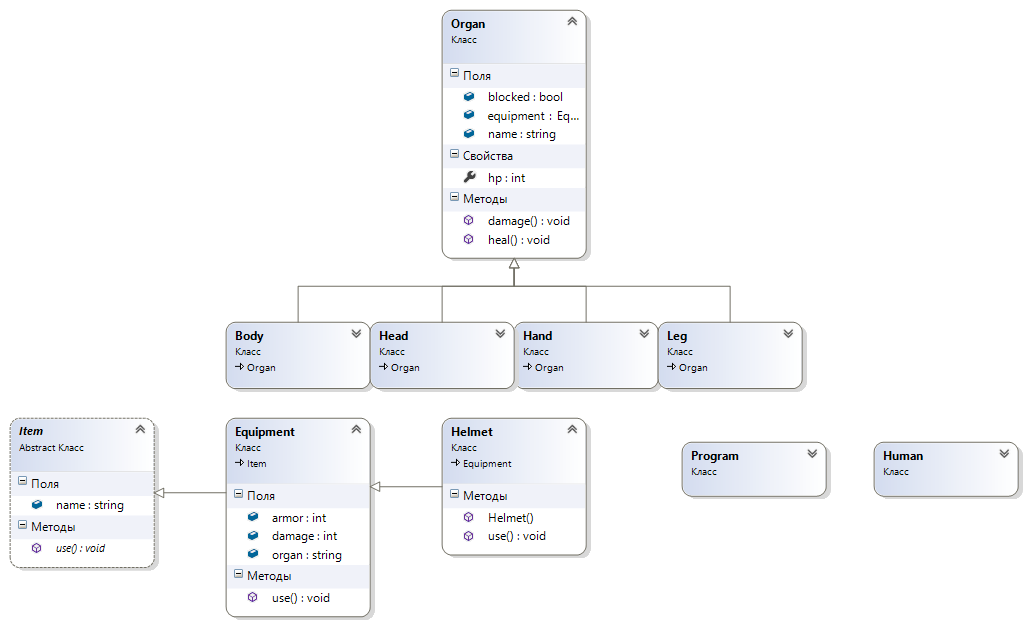 Organ
Класс
Поля
blocked : bool
equipment : Eq...
name : string
Свойства
hp : int
Методы
damage() : void
heal() : void
Body
Класс
Organ
Head
Класс
Organ
Hand
Класс
Organ
Leg
Класс
Organ
Item
Abstract Класс
Поля
name : string
Методы
use() : void
Equipment
Класс
Item
Поля
armor : int
damage : int
organ : string
Методы
use() : void
Helmet
Класс
Equipment
Методы
Helmet()
use() : void
Program
Класс
Human
Класс